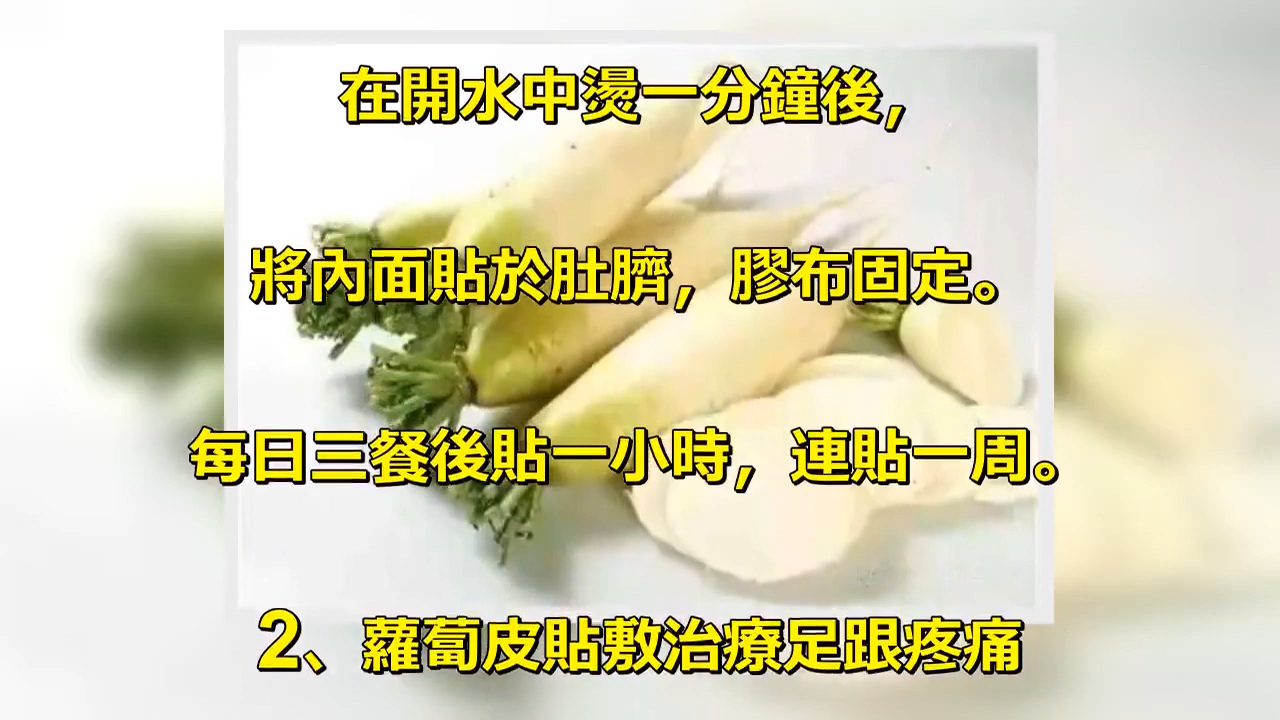 在開水中燙一分鐘後，
將內面貼於肚臍，膠布固定。
每日三餐後貼一小時，連貼一周。
2、蘿蔔皮貼敷治療足跟疼痛